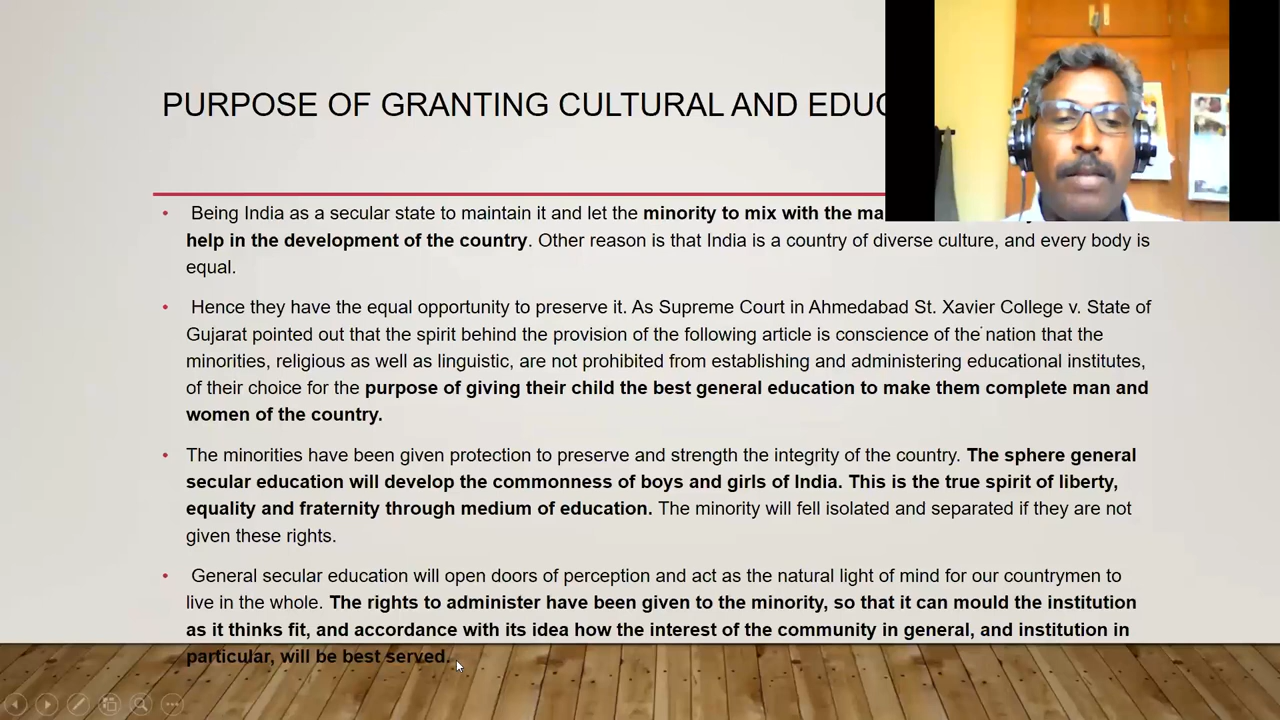 PURPOSE OF GRANTING CULTURAL AND EDUC
Being India as a secular state to maintain it and let the minority to mix with the ma
help in the development of the country. Other reason is that India is a country of diverse culture, and every body is
equal.
Hence they have the equal opportunity to preserve it. As Supreme Court in Ahmedabad St. Xavier College v. State of
Gujarat pointed out that the spirit behind the provision of the following article is conscience of the nation that the
minorities, religious as well as linguistic, are not prohibited from establishing and administering educational institutes,
of their choice for the purpose of giving their child the best general education to make them complete man and
women of the country.
The minorities have been given protection to preserve and strength the integrity of the country. The sphere general
secular education will develop the commonness of boys and girls of India. This is the true spirit of liberty,
equality and fraternity through medium of education. The minority will fell isolated and separated if they are not
given these rights.
General secular education will open doors of perception and act as the natural light of mind for our countrymen to
live in the whole. The rights to administer have been given to the minority, so that it can mould the institution
as it thinks fit, and accordance with its idea how the interest of the community in general, and institution in
particular, will be best served.